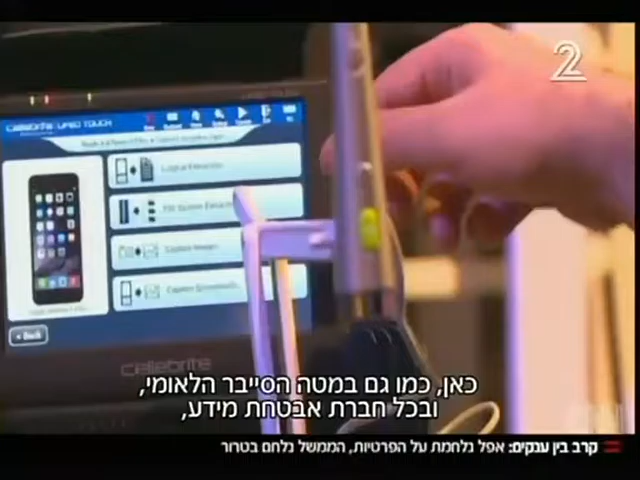 2
cellebrite UFED TOUCH
Logical Extraction
File System Extraction
Capture Images
Capture Screenshots
Back
cellebrite
כאן, כמו גם במטה הסייבר הלאומי,
ובכל חברת אבטחת מידע,
קרב בין ענקים: אפל נלחמת על הפרטיות, הממשל נלחם בטרור